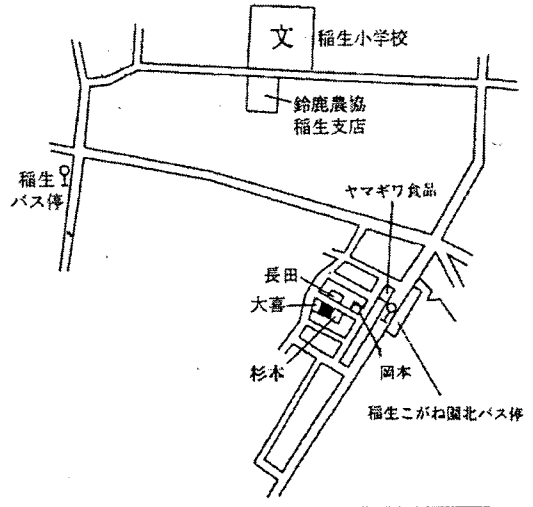 文
稲生小学校
鈴鹿農協
稲生支店
稲生
バス停
ヤマギワ食品
長田
大喜
杉本
岡本
稲生こがね園北バス停